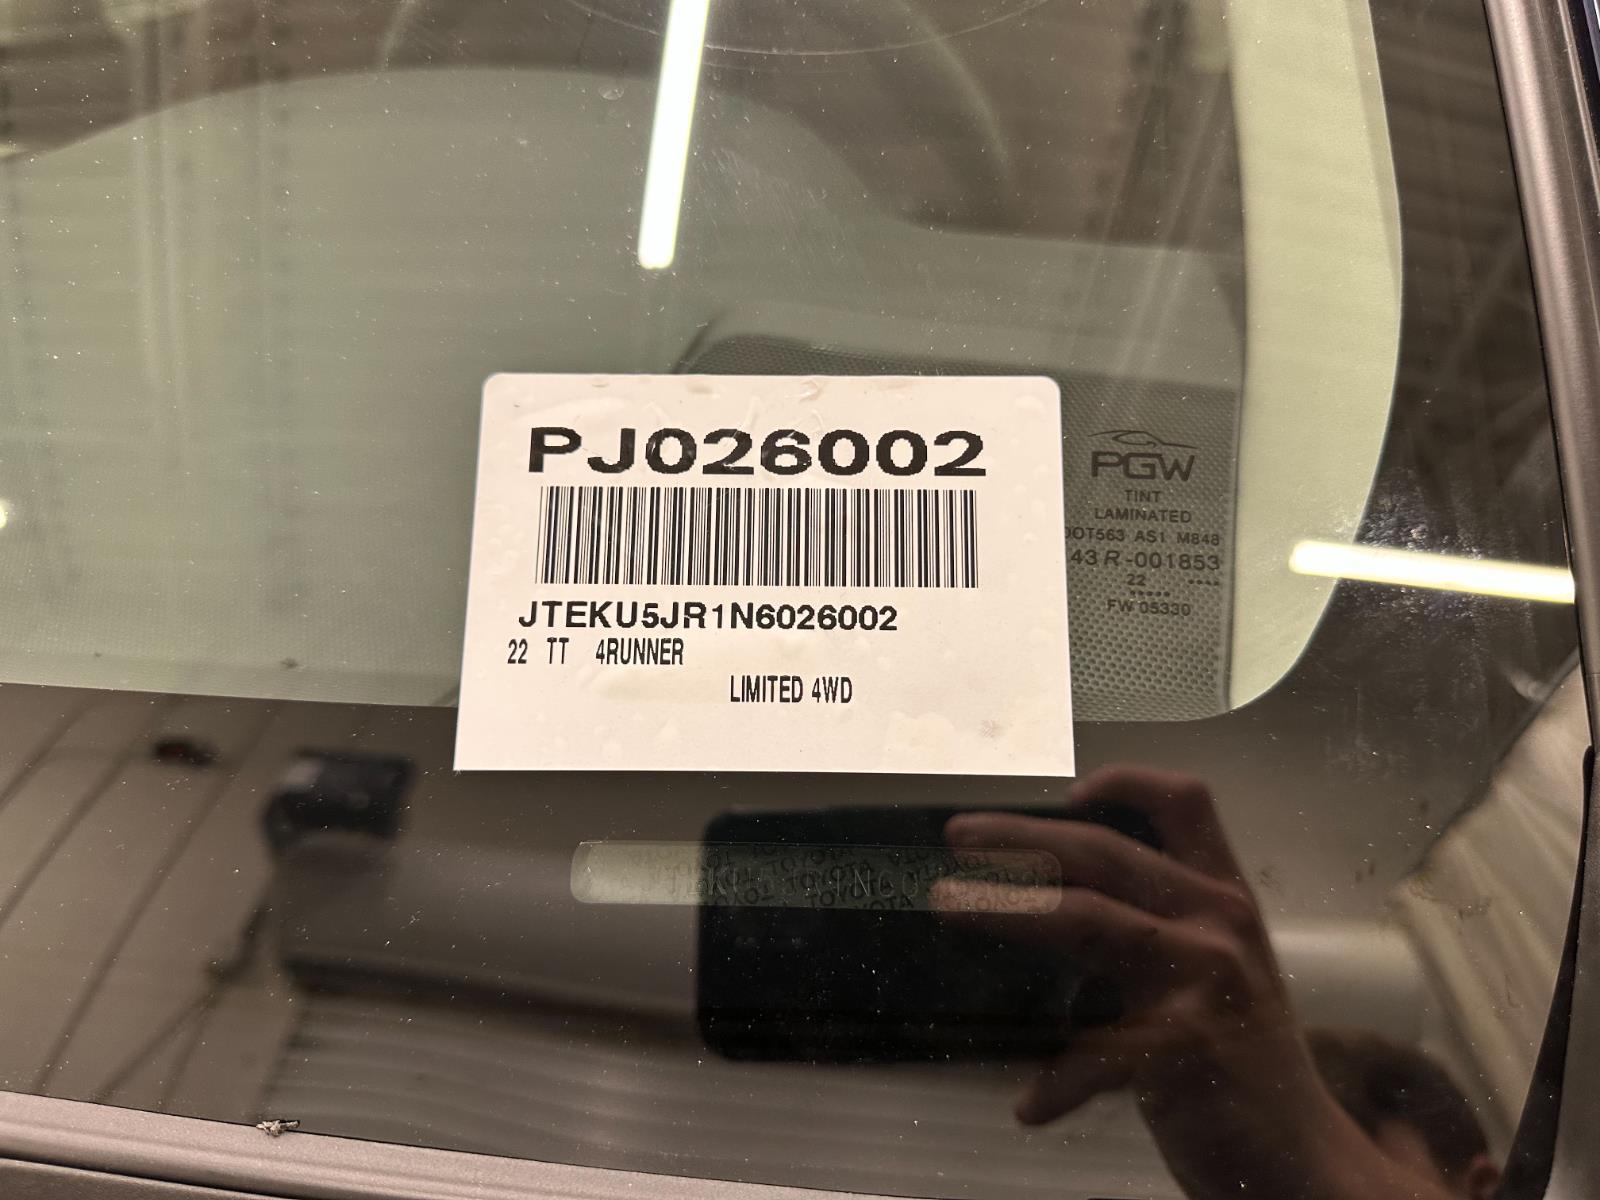 PJ026002
JTEKU5JR1N6026002
22 TT 4RUNNER
LIMITED 4WD
PGW
TINT
LAMINATED
DOT563 AS1 M848
43 R-001853
22 ••••
•••••
FW 05330